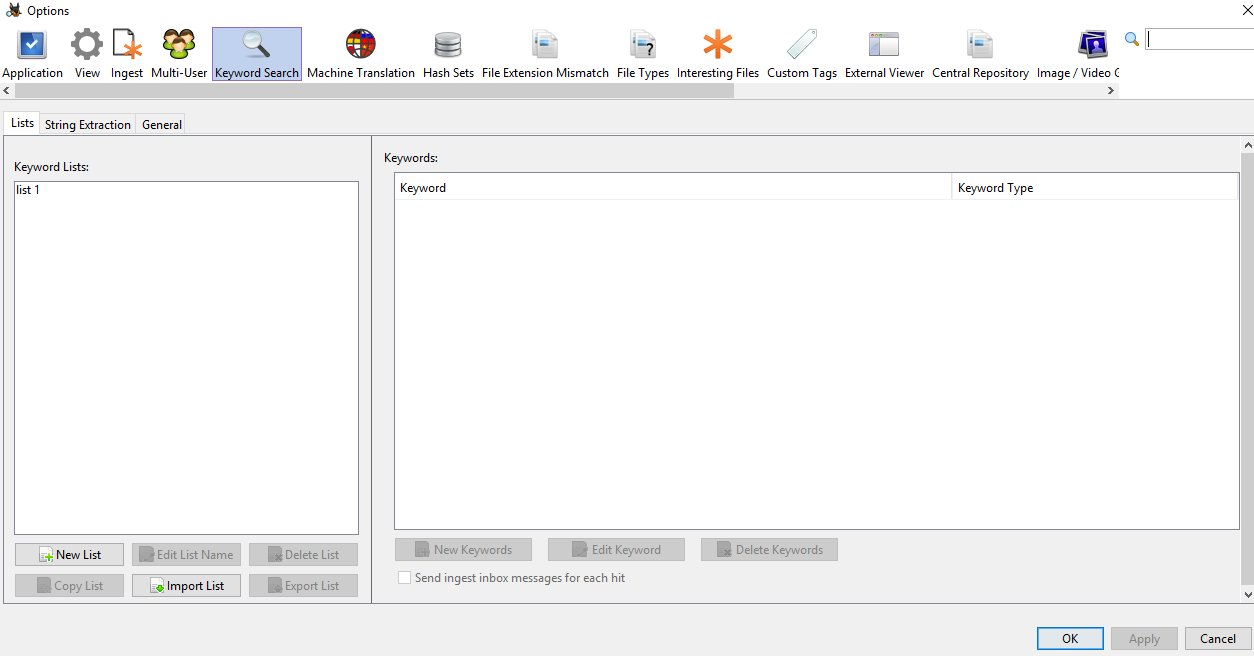 Options
Application View Ingest Multi-User Keyword Search Machine Translation Hash Sets File Extension Mismatch File Types Interesting Files Custom Tags External Viewer Central Repository Image / Video G
Lists String Extraction General
Keyword Lists:
list 1
New List Edit List Name Delete List
Copy List Import List Export List
Keywords:
Keyword Keyword Type
New Keywords Edit Keyword Delete Keywords
Send ingest inbox messages for each hit
OK Apply Cancel